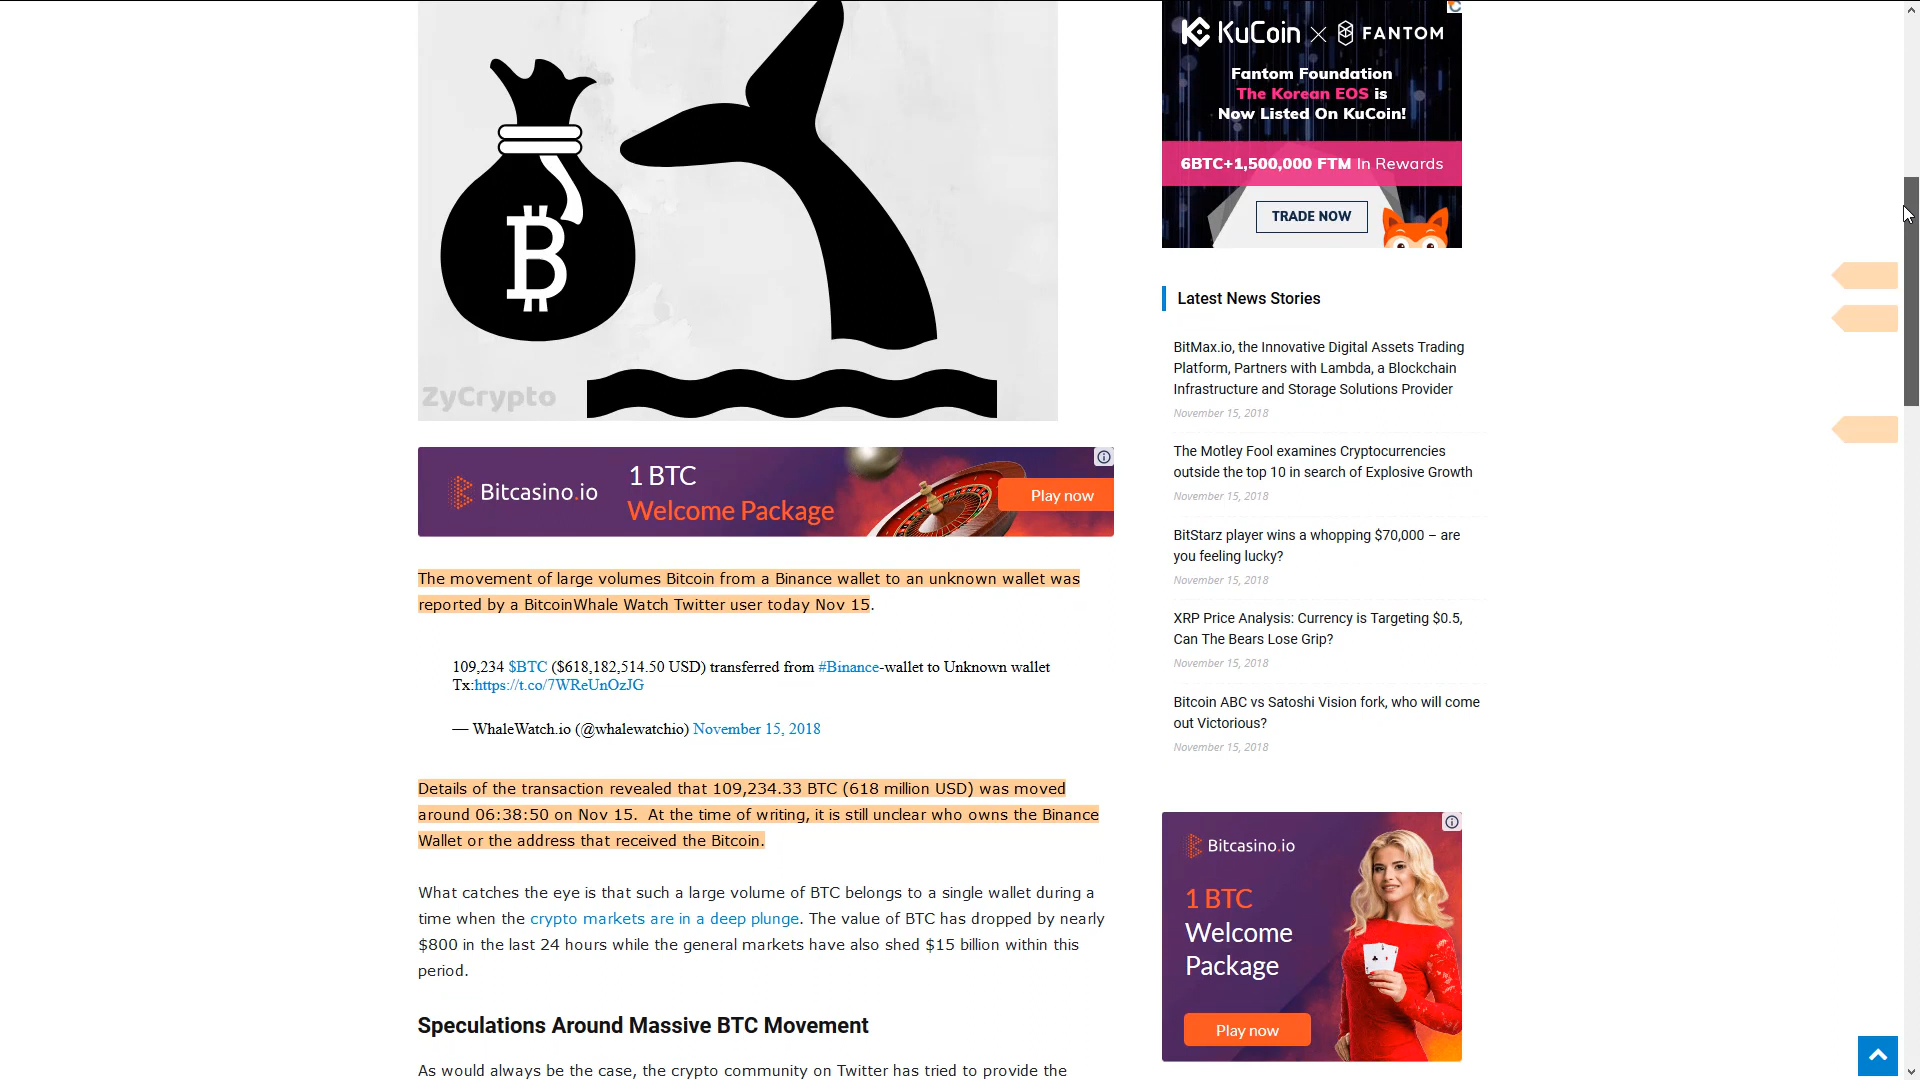 ZyCrypto
Bitcasino.io
1 BTC
Welcome Package
Play now
The movement of large volumes Bitcoin from a Binance wallet to an unknown wallet was
reported by a BitcoinWhale Watch Twitter user today Nov 15.
109,234 $BTC ($618,182,514.50 USD) transferred from #Binance-wallet to Unknown wallet
Tx:https://t.co/7WReUnOzJG
— WhaleWatch.io (@whalewatchio) November 15, 2018
Details of the transaction revealed that 109,234.33 BTC (618 million USD) was moved
around 06:38:50 on Nov 15.  At the time of writing, it is still unclear who owns the Binance
Wallet or the address that received the Bitcoin.
What catches the eye is that such a large volume of BTC belongs to a single wallet during a
time when the crypto markets are in a deep plunge. The value of BTC has dropped by nearly
$800 in the last 24 hours while the general markets have also shed $15 billion within this
period.
Speculations Around Massive BTC Movement
As would always be the case, the crypto community on Twitter has tried to provide the
KuCoin × FANTOM
Fantom Foundation
The Korean EOS is
Now Listed On KuCoin!
6BTC+1,500,000 FTM In Rewards
TRADE NOW
Latest News Stories
BitMax.io, the Innovative Digital Assets Trading
Platform, Partners with Lambda, a Blockchain
Infrastructure and Storage Solutions Provider
November 15, 2018
The Motley Fool examines Cryptocurrencies
outside the top 10 in search of Explosive Growth
November 15, 2018
BitStarz player wins a whopping $70,000 – are
you feeling lucky?
November 15, 2018
XRP Price Analysis: Currency is Targeting $0.5,
Can The Bears Lose Grip?
November 15, 2018
Bitcoin ABC vs Satoshi Vision fork, who will come
out Victorious?
November 15, 2018
Bitcasino.io
1 BTC
Welcome
Package
Play now